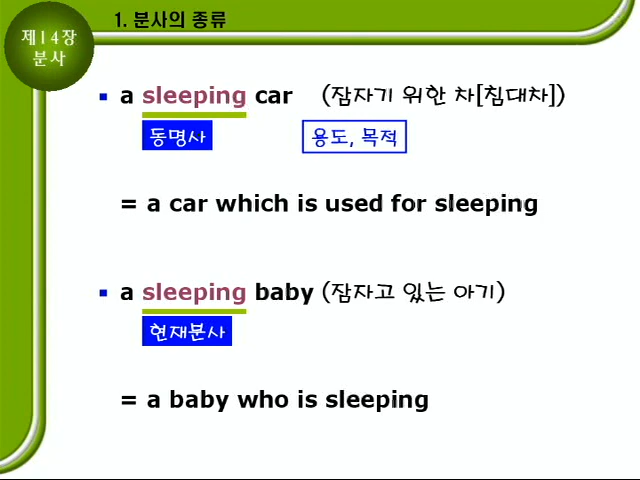 1. 분사의 종류
제14장
분사
▪ a sleeping car (잠자기 위한 차[침대차])
동명사 용도, 목적
= a car which is used for sleeping
▪ a sleeping baby (잠자고 있는 아기)
현재분사
= a baby who is sleeping